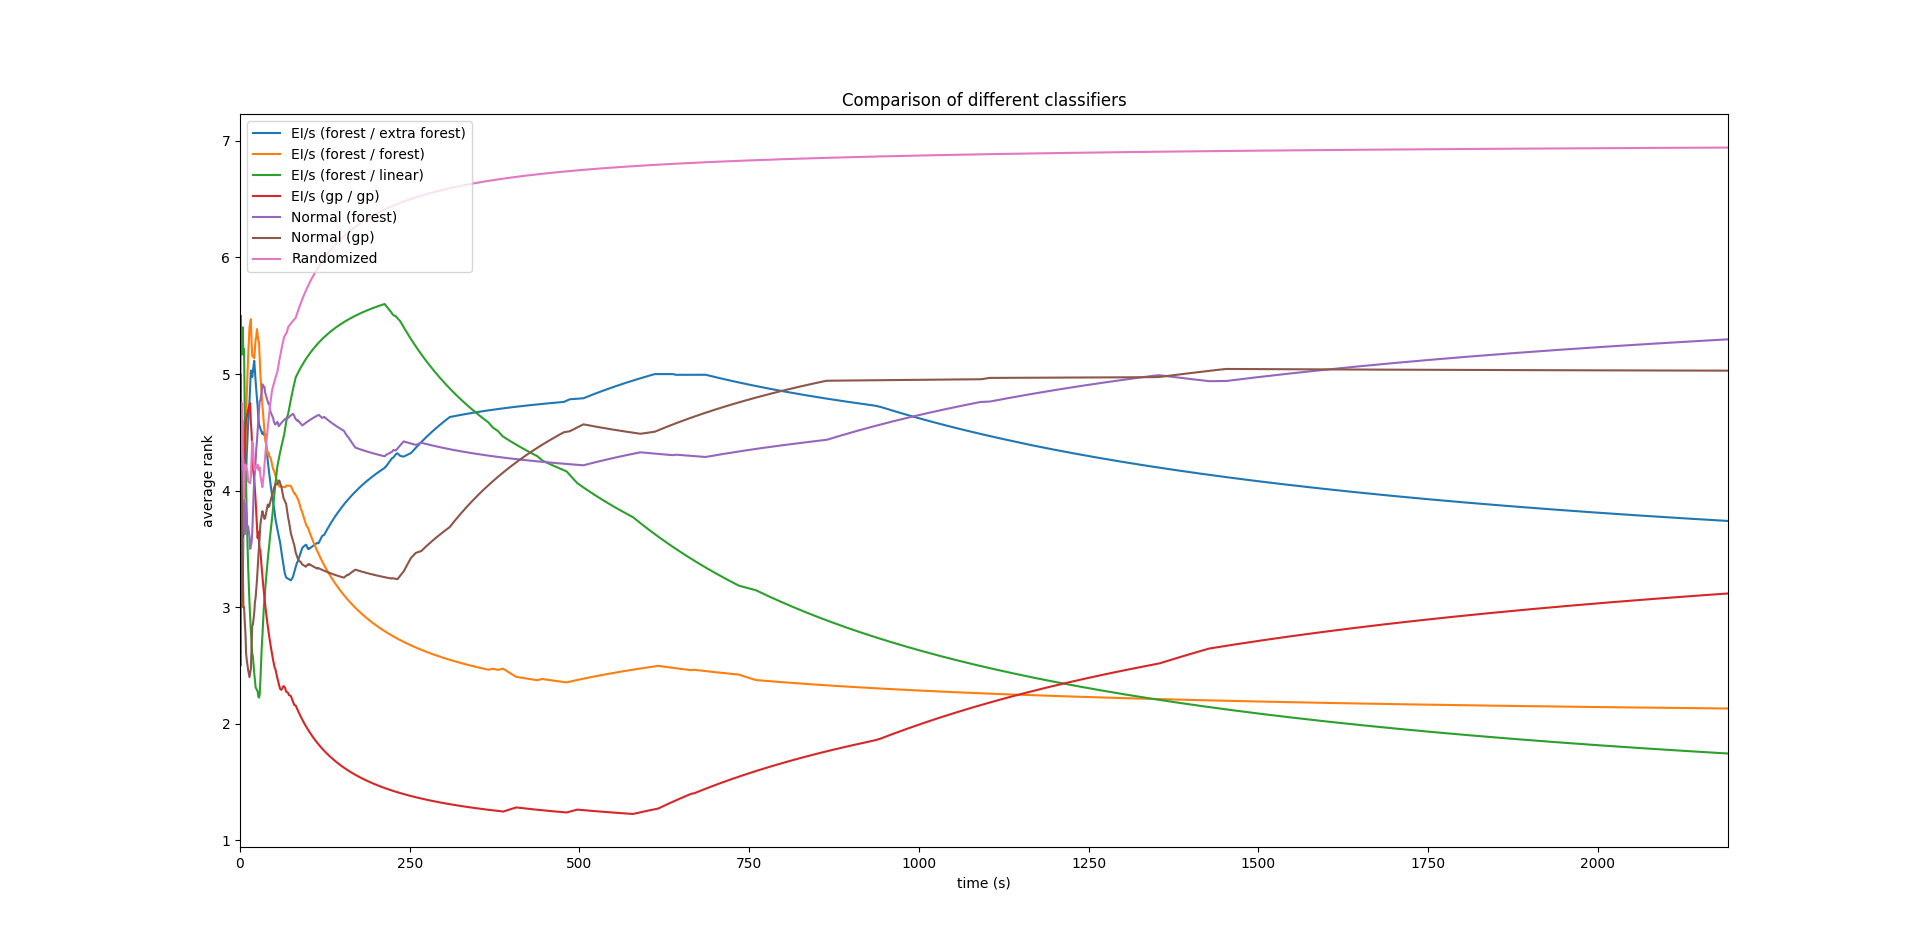 Comparison of different classifiers
EI/s (forest / extra forest)
EI/s (forest / forest)
EI/s (forest / linear)
EI/s (gp / gp)
Normal (forest)
Normal (gp)
Randomized
average rank
7
6
5
4
3
2
1
0 250 500 750 1000 1250 1500 1750 2000
time (s)